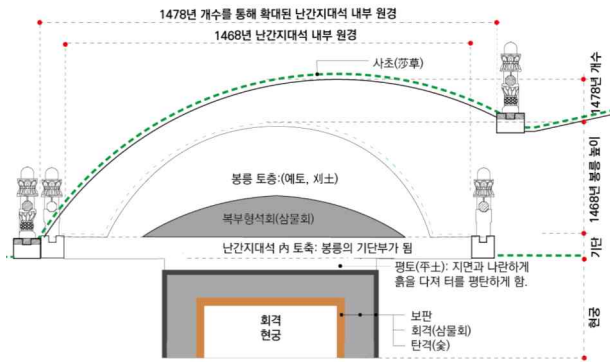 1478년 개수를 통해 확대된 난간지대석 내부 원경
1468년 난간지대석 내부 원경
사초(莎草)
1478년 개수
1468년 봉릉 높이
봉릉 토층:(예토, 刈土)
복부형석회(삼물회)
난간지대석 內 토축: 봉릉의 기단부가 됨
기단
평토(平土): 지면과 나란하게
흙을 다져 터를 평탄하게 함.
회격
현궁
보판
회격(삼물회)
탄격(숯)
현궁